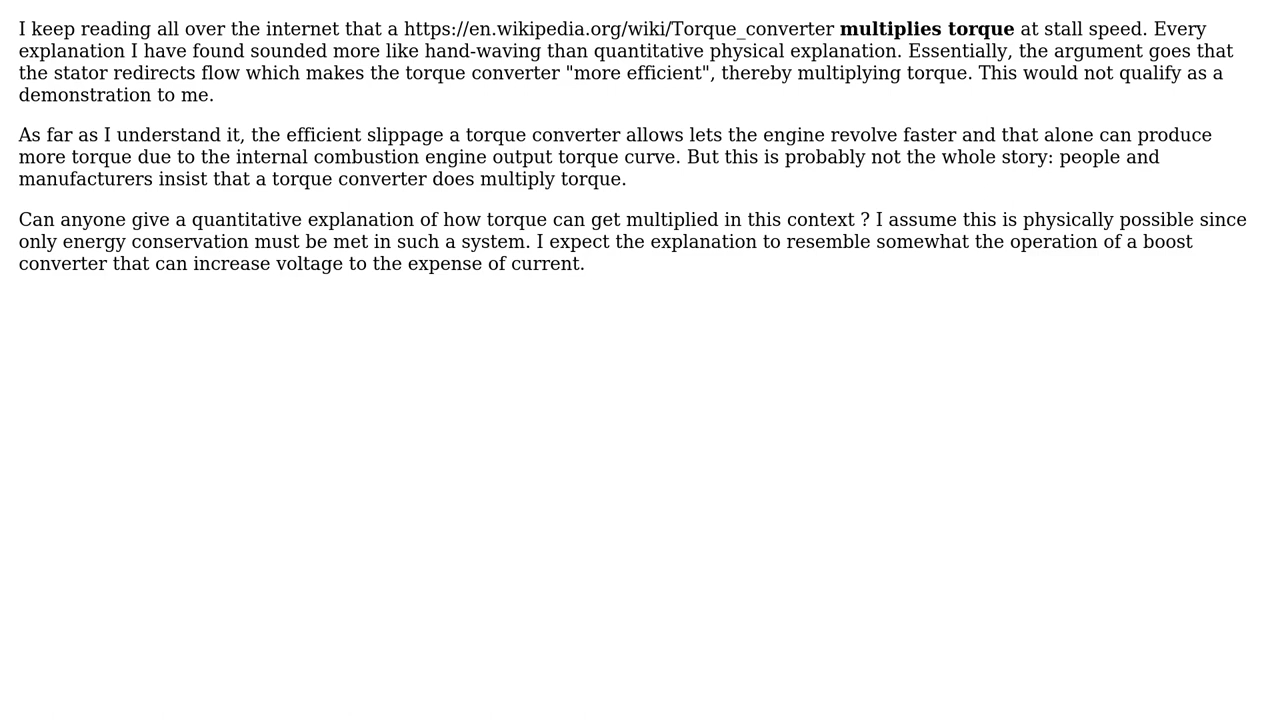 I keep reading all over the internet that a https://en.wikipedia.org/wiki/Torque_converter multiplies torque at stall speed. Every
explanation I have found sounded more like hand-waving than quantitative physical explanation. Essentially, the argument goes that
the stator redirects flow which makes the torque converter "more efficient", thereby multiplying torque. This would not qualify as a
demonstration to me.
As far as I understand it, the efficient slippage a torque converter allows lets the engine revolve faster and that alone can produce
more torque due to the internal combustion engine output torque curve. But this is probably not the whole story: people and
manufacturers insist that a torque converter does multiply torque.
Can anyone give a quantitative explanation of how torque can get multiplied in this context ? I assume this is physically possible since
only energy conservation must be met in such a system. I expect the explanation to resemble somewhat the operation of a boost
converter that can increase voltage to the expense of current.